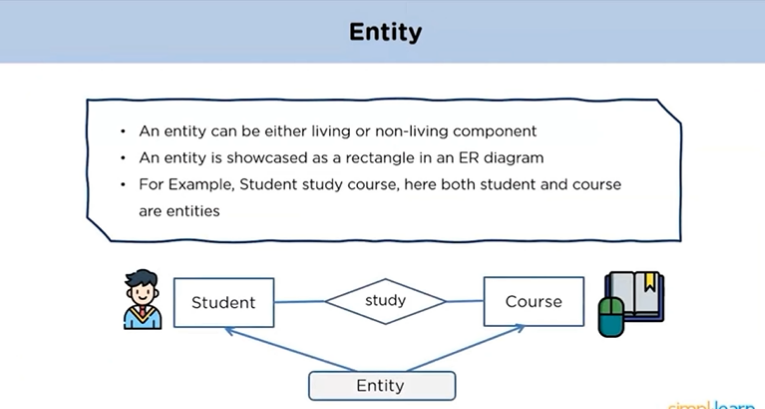 Entity
• An entity can be either living or non-living component
• An entity is showcased as a rectangle in an ER diagram
• For Example, Student study course, here both student and course
are entities
Student
study
Course
Entity
simplilearn